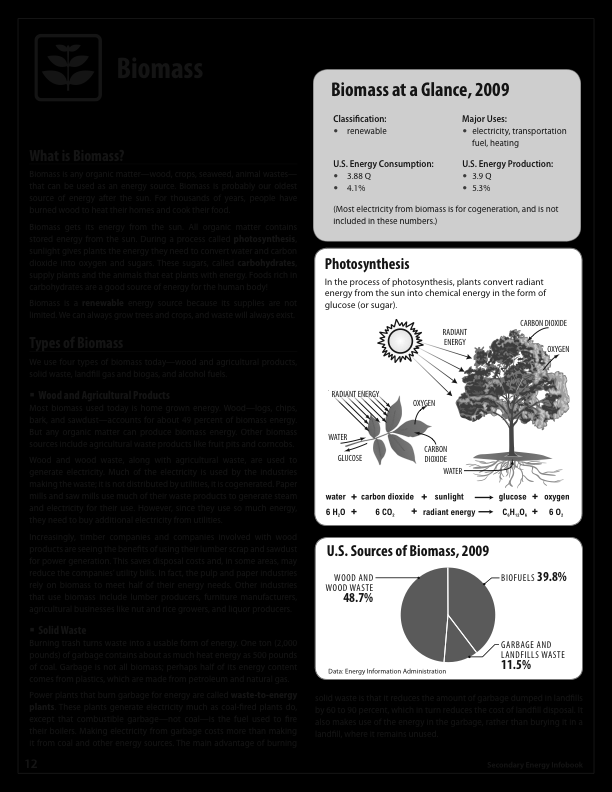 Biomass
What is Biomass?
Biomass is any organic matter—wood, crops, seaweed, animal wastes—
that can be used as an energy source. Biomass is probably our oldest
source of energy after the sun. For thousands of years, people have
burned wood to heat their homes and cook their food.
Biomass gets its energy from the sun. All organic matter contains
stored energy from the sun. During a process called photosynthesis,
sunlight gives plants the energy they need to convert water and carbon
dioxide into oxygen and sugars. These sugars, called carbohydrates,
supply plants and the animals that eat plants with energy. Foods rich in
carbohydrates are a good source of energy for the human body!
Biomass is a renewable energy source because its supplies are not
limited. We can always grow trees and crops, and waste will always exist.
Types of Biomass
We use four types of biomass today—wood and agricultural products,
solid waste, landfill gas and biogas, and alcohol fuels.
▪ Wood and Agricultural Products
Most biomass used today is home grown energy. Wood—logs, chips,
bark, and sawdust—accounts for about 49 percent of biomass energy.
But any organic matter can produce biomass energy. Other biomass
sources include agricultural waste products like fruit pits and corncobs.
Wood and wood waste, along with agricultural waste, are used to
generate electricity. Much of the electricity is used by the industries
making the waste; it is not distributed by utilities, it is cogenerated. Paper
mills and saw mills use much of their waste products to generate steam
and electricity for their use. However, since they use so much energy,
they need to buy additional electricity from utilities.
Increasingly, timber companies and companies involved with wood
products are seeing the benefits of using their lumber scrap and sawdust
for power generation. This saves disposal costs and, in some areas, may
reduce the companies' utility bills. In fact, the pulp and paper industries
rely on biomass to meet half of their energy needs. Other industries
that use biomass include lumber producers, furniture manufacturers,
agricultural businesses like nut and rice growers, and liquor producers.
▪ Solid Waste
Burning trash turns waste into a usable form of energy. One ton (2,000
pounds) of garbage contains about as much heat energy as 500 pounds
of coal. Garbage is not all biomass; perhaps half of its energy content
comes from plastics, which are made from petroleum and natural gas.
Power plants that burn garbage for energy are called waste-to-energy
plants. These plants generate electricity much as coal-fired plants do,
except that combustible garbage—not coal—is the fuel used to fire
their boilers. Making electricity from garbage costs more than making
it from coal and other energy sources. The main advantage of burning
Biomass at a Glance, 2009
Classification:
• renewable
Major Uses:
• electricity, transportation
fuel, heating
U.S. Energy Consumption:
• 3.88 Q
• 4.1%
U.S. Energy Production:
• 3.9 Q
• 5.3%
(Most electricity from biomass is for cogeneration, and is not
included in these numbers.)
Photosynthesis
In the process of photosynthesis, plants convert radiant
energy from the sun into chemical energy in the form of
glucose (or sugar).
RADIANT
ENERGY
CARBON DIOXIDE
OXYGEN
RADIANT ENERGY
OXYGEN
WATER
GLUCOSE
CARBON
DIOXIDE
WATER
water + carbon dioxide + sunlight → glucose + oxygen
6 H₂O + 6 CO₂ + radiant energy → C₆H₁₂O₆ + 6 O₂
U.S. Sources of Biomass, 2009
WOOD AND
WOOD WASTE
48.7%
BIOFUELS 39.8%
GARBAGE AND
LANDFILLS WASTE
11.5%
Data: Energy Information Administration
solid waste is that it reduces the amount of garbage dumped in landfills
by 60 to 90 percent, which in turn reduces the cost of landfill disposal. It
also makes use of the energy in the garbage, rather than burying it in a
landfill, where it remains unused.
12
Secondary Energy Infobook